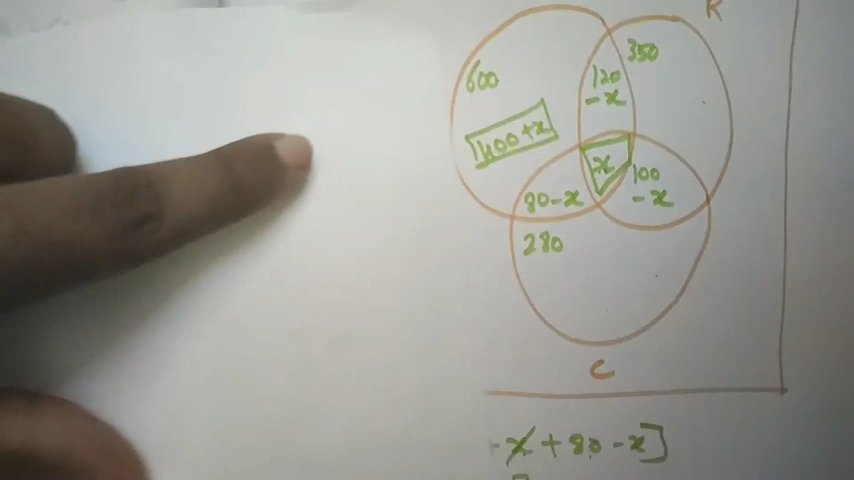 R
600
350
120
- x
400 + x
x
100
- x
80 - x
280
C
- x + 80 - x]